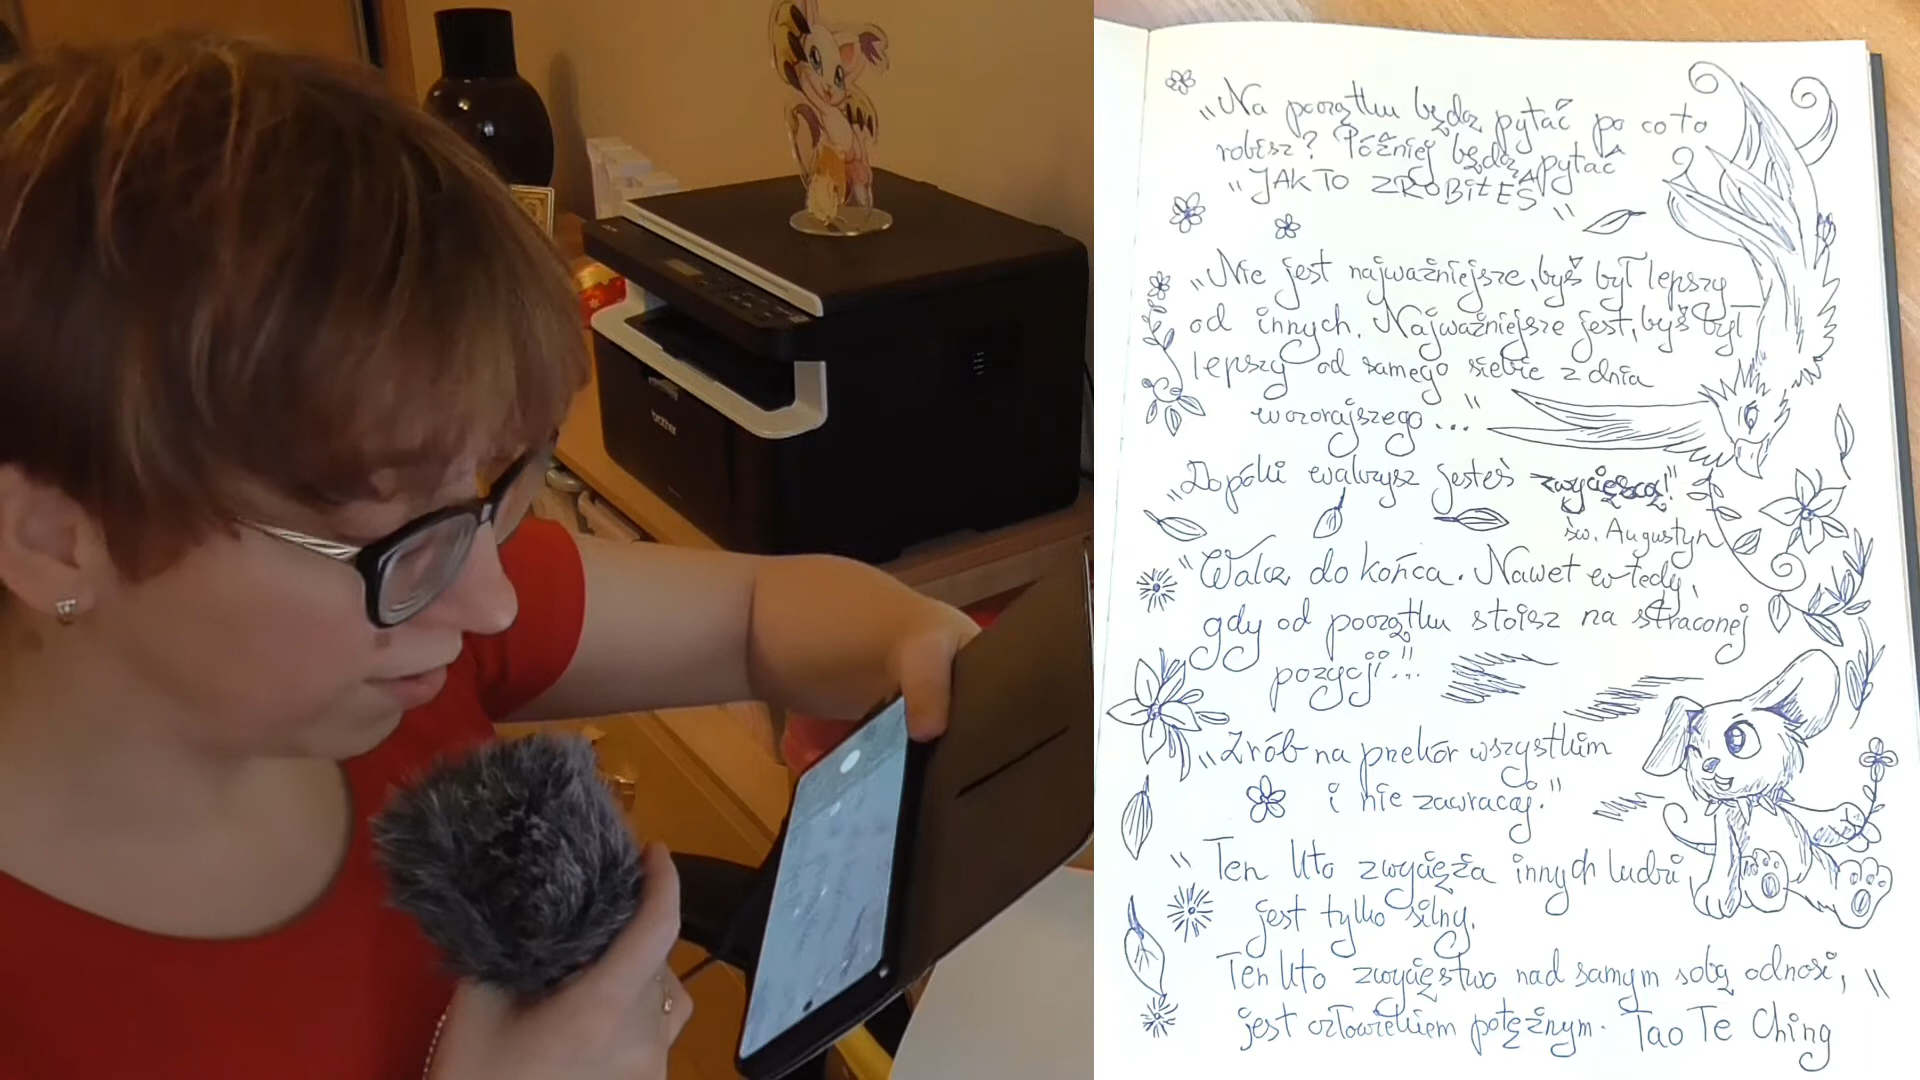 brother
„Na początku będą pytać po co to
robisz? Później będą pytać
„JAK TO ZROBIŁEŚ"
„Nie jest najważniejsze, byś był lepszy
od innych. Najważniejsze jest, byś był
lepszy od samego siebie z dnia
wczorajszego..."
„Dopóki walczysz jesteś zwycięzcą!"
św. Augustyn
"Walcz do końca. Nawet wtedy,
gdy od początku stoisz na straconej
pozycji..."
„Zrób na przekór wszystkim
i nie zawracaj."
"Ten kto zwycięża innych ludzi,
jest tylko silny.
Ten kto zwycięstwo nad samym sobą odnosi,
jest człowiekiem potężnym." Tao Te Ching